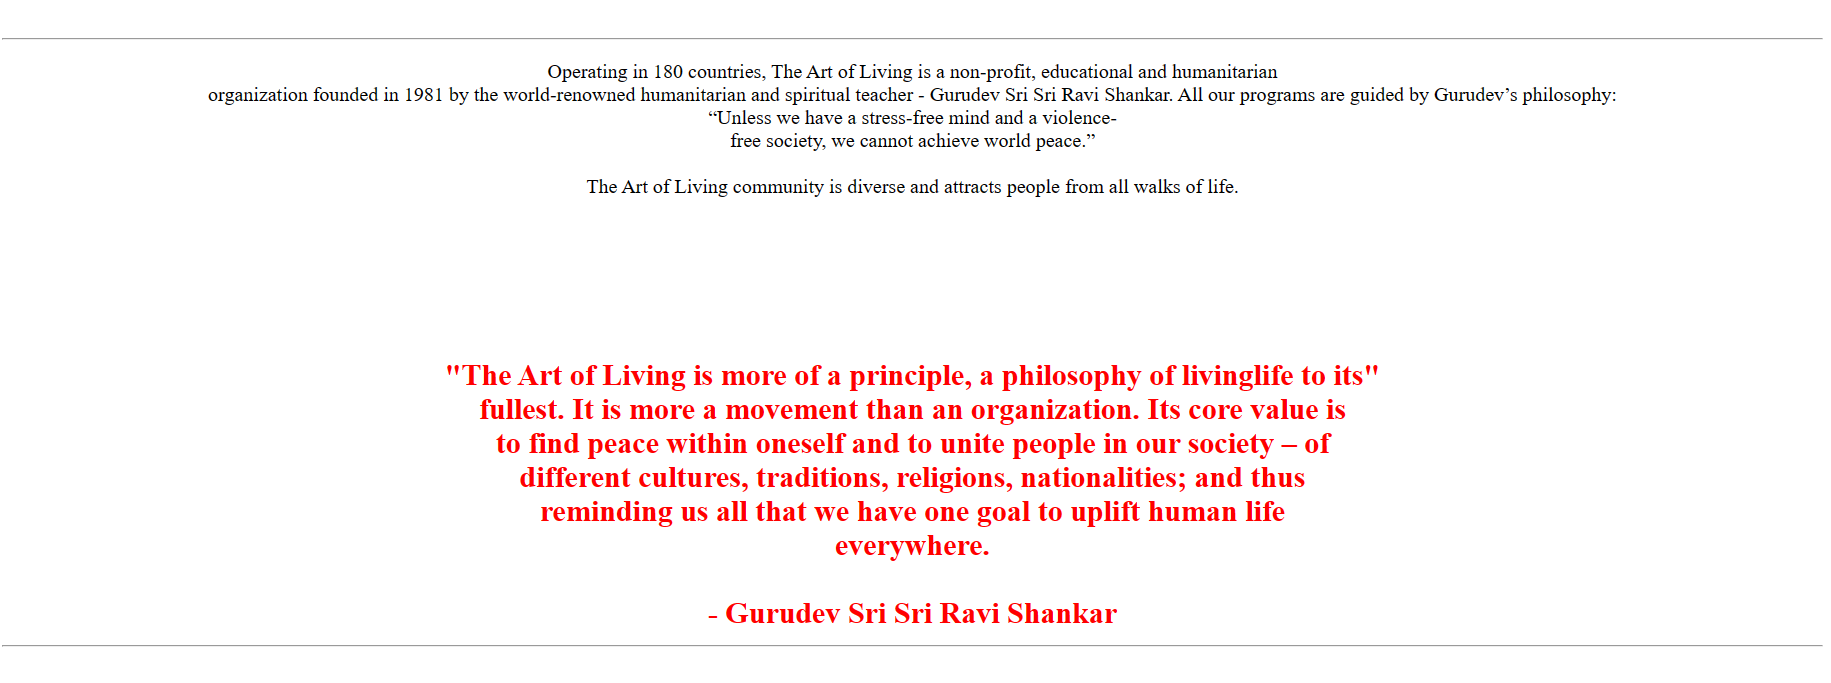 Operating in 180 countries, The Art of Living is a non-profit, educational and humanitarian
organization founded in 1981 by the world-renowned humanitarian and spiritual teacher - Gurudev Sri Sri Ravi Shankar. All our programs are guided by Gurudev’s philosophy:
“Unless we have a stress-free mind and a violence-
free society, we cannot achieve world peace.”
The Art of Living community is diverse and attracts people from all walks of life.
"The Art of Living is more of a principle, a philosophy of livinglife to its"
fullest. It is more a movement than an organization. Its core value is
to find peace within oneself and to unite people in our society – of
different cultures, traditions, religions, nationalities; and thus
reminding us all that we have one goal to uplift human life
everywhere.
- Gurudev Sri Sri Ravi Shankar